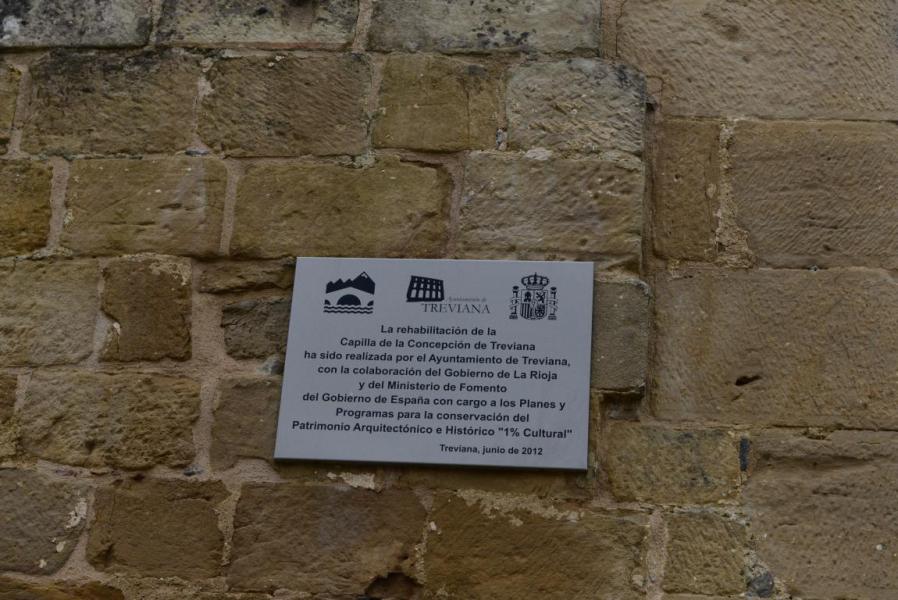 Ayuntamiento de
TREVIANA
La rehabilitación de la
Capilla de la Concepción de Treviana
ha sido realizada por el Ayuntamiento de Treviana,
con la colaboración del Gobierno de La Rioja
y del Ministerio de Fomento
del Gobierno de España con cargo a los Planes y
Programas para la conservación del
Patrimonio Arquitectónico e Histórico "1% Cultural"
Treviana, junio de 2012